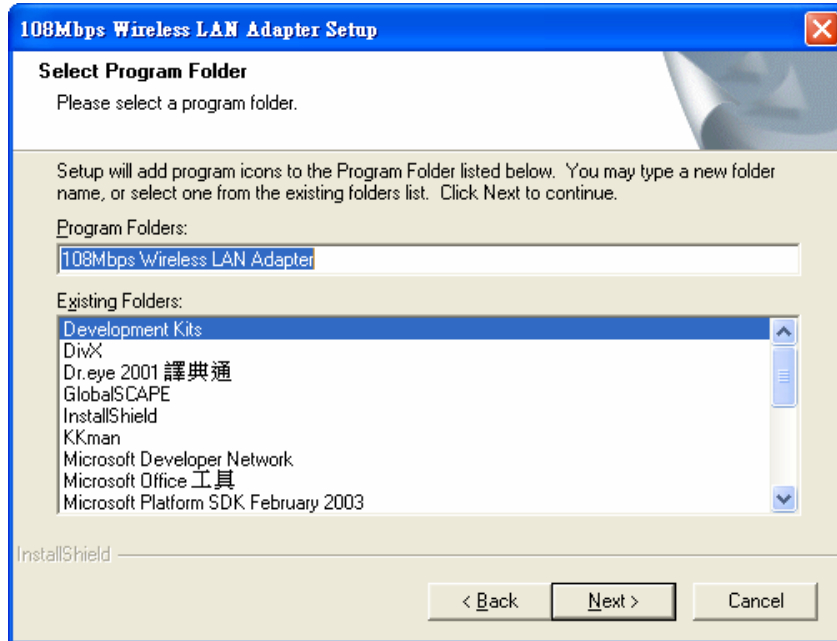 108Mbps Wireless LAN Adapter Setup
Select Program Folder
Please select a program folder.
Setup will add program icons to the Program Folder listed below.  You may type a new folder
name, or select one from the existing folders list.  Click Next to continue.
Program Folders:
108Mbps Wireless LAN Adapter
Existing Folders:
Development Kits
DivX
Dr.eye 2001 譯典通
GlobalSCAPE
InstallShield
KKman
Microsoft Developer Network
Microsoft Office 工具
Microsoft Platform SDK February 2003
InstallShield
< Back
Next >
Cancel